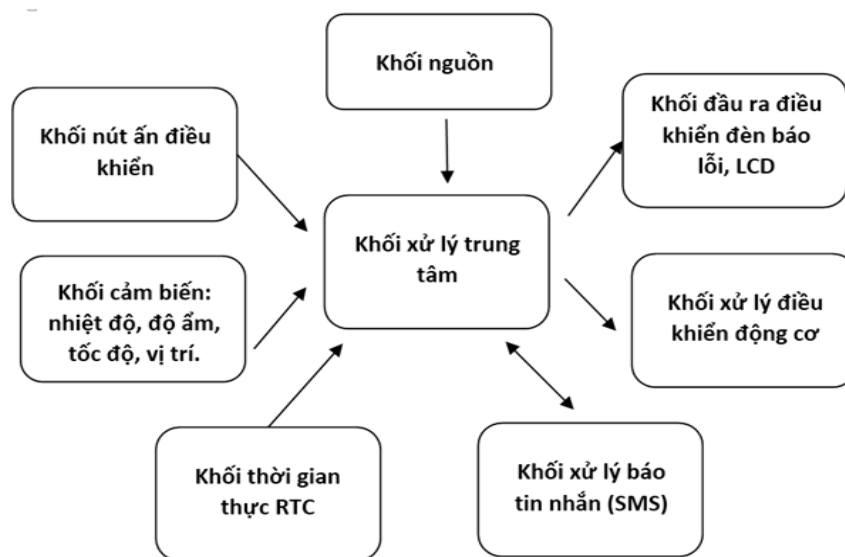 Khối nguồn
Khối nút ấn điều
khiển
Khối đầu ra điều
khiển đèn báo
lỗi, LCD
Khối xử lý trung
tâm
Khối cảm biến:
nhiệt độ, độ ẩm,
tốc độ, vị trí.
Khối xử lý điều
khiển động cơ
Khối thời gian
thực RTC
Khối xử lý báo
tin nhắn (SMS)